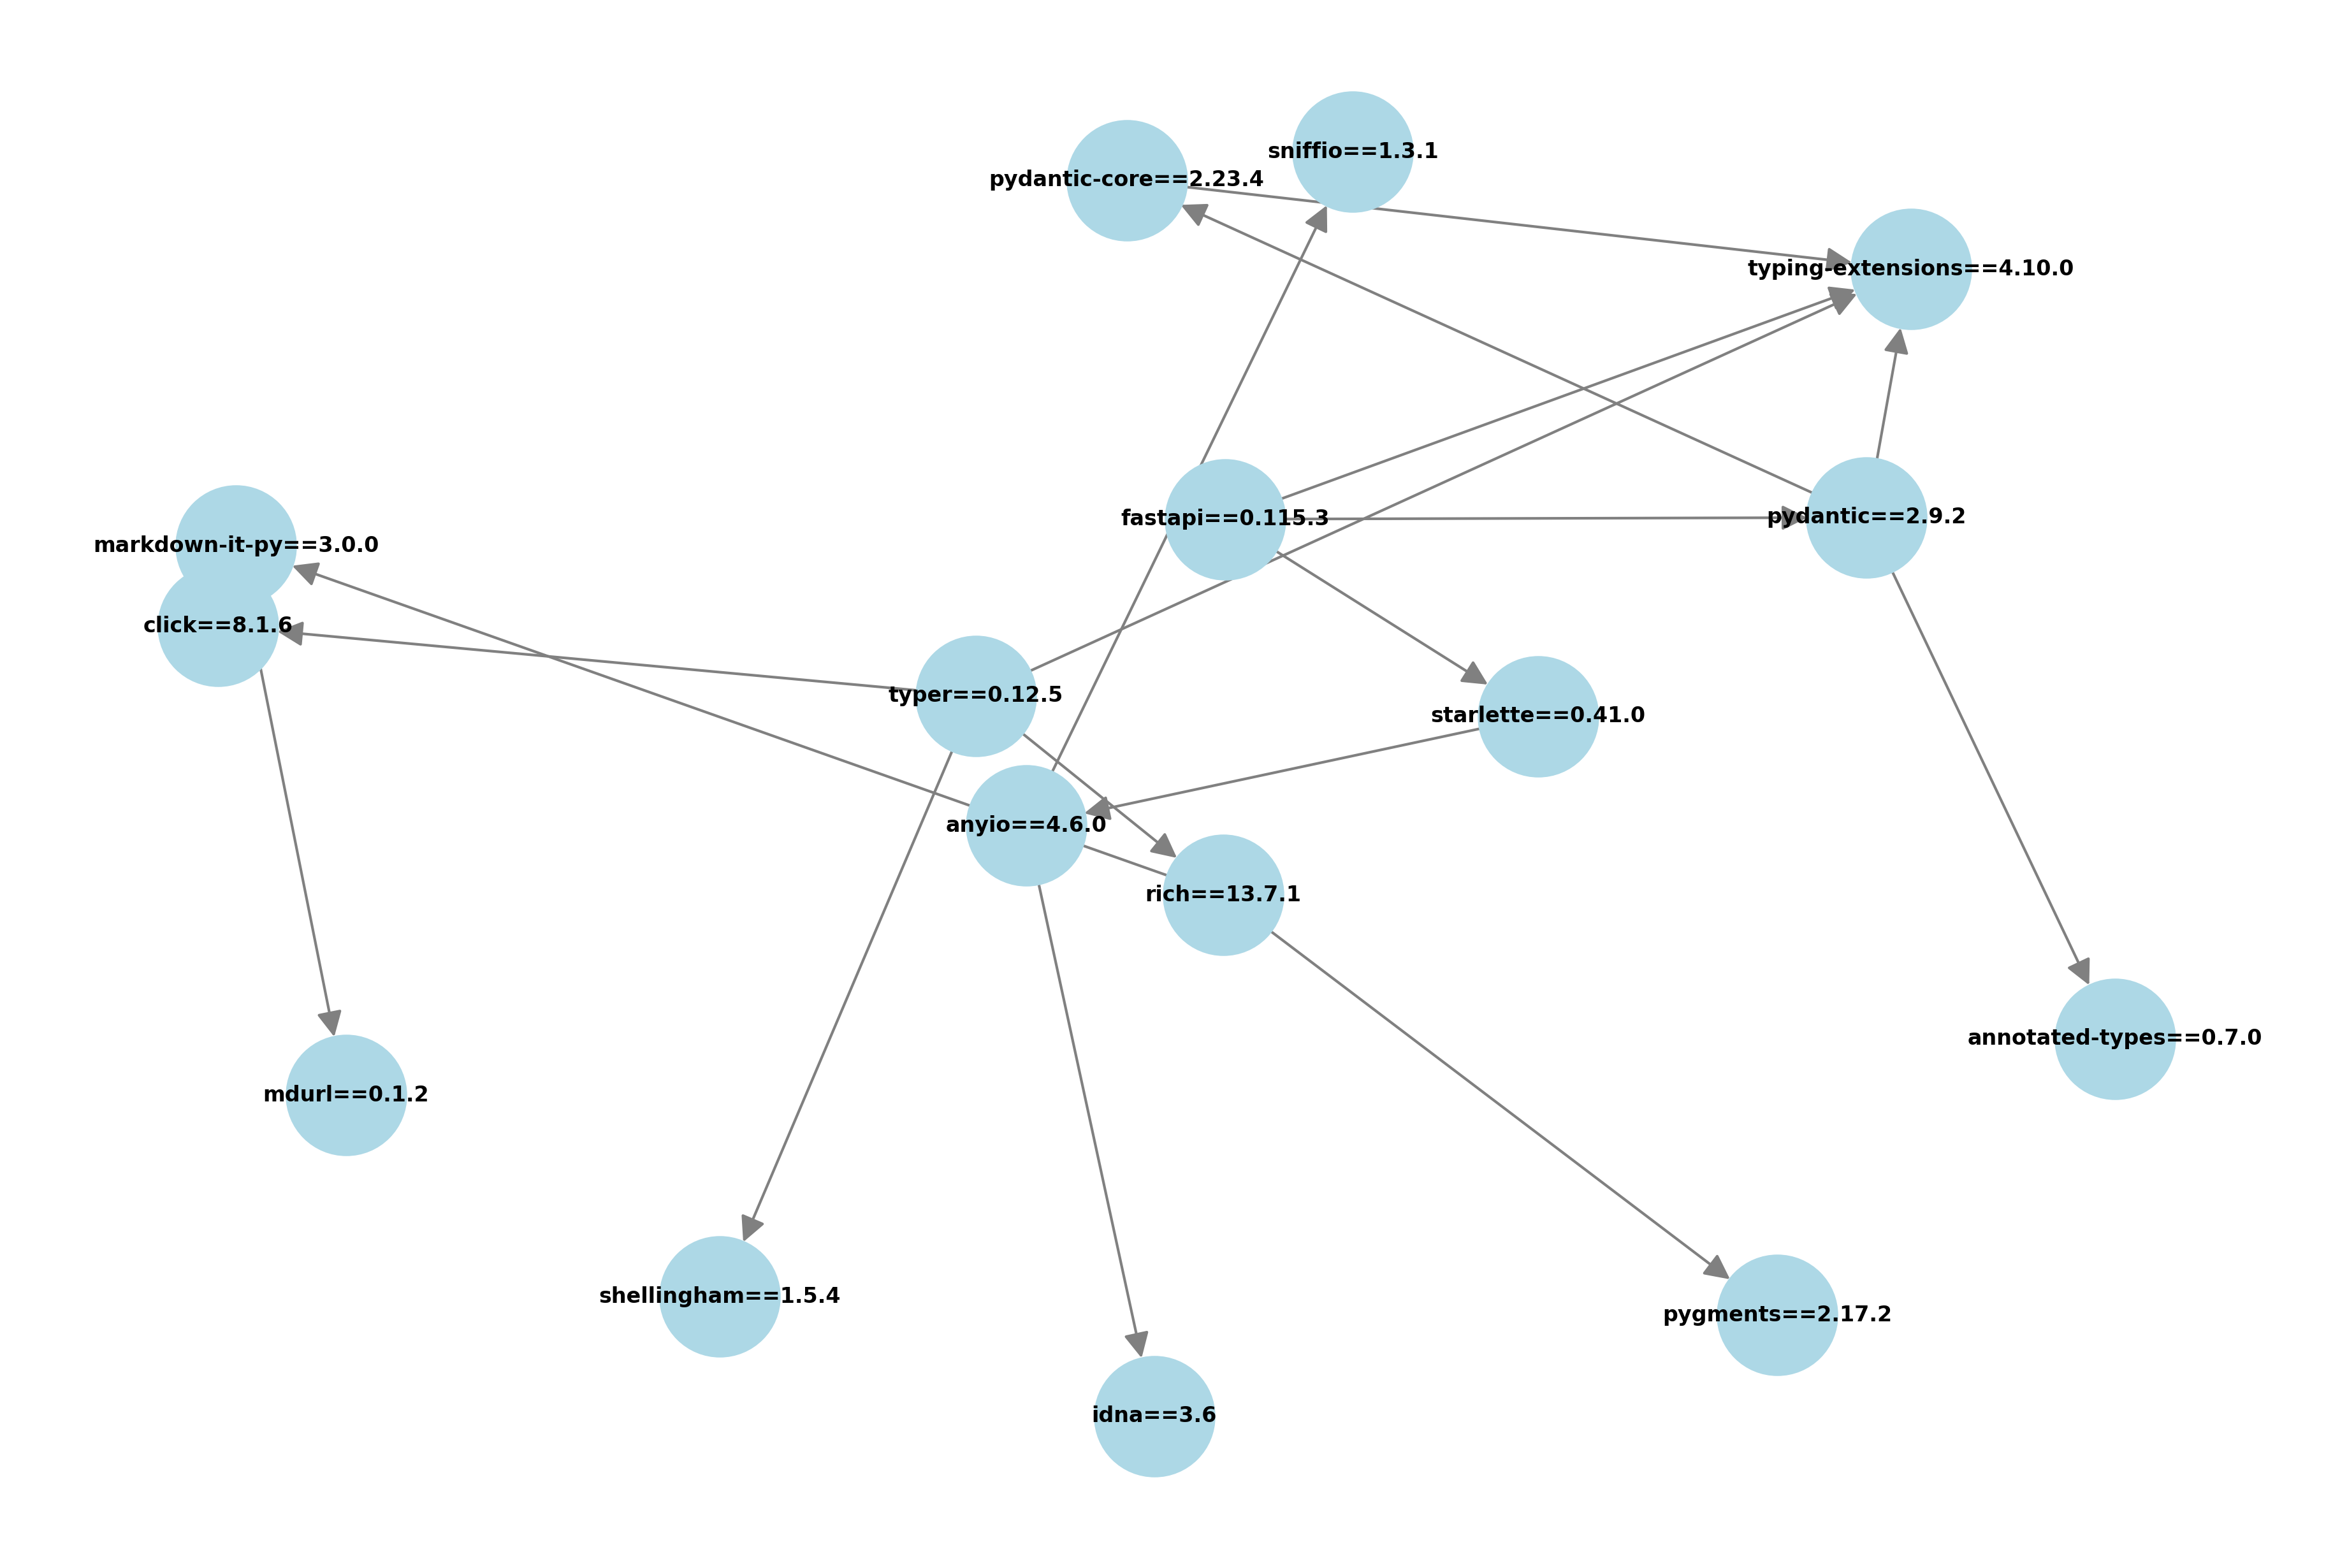 sniffio==1.3.1
pydantic-core==2.23.4
typing-extensions==4.10.0
fastapi==0.115.3
pydantic==2.9.2
markdown-it-py==3.0.0
click==8.1.6
typer==0.12.5
starlette==0.41.0
anyio==4.6.0
rich==13.7.1
annotated-types==0.7.0
mdurl==0.1.2
shellingham==1.5.4
pygments==2.17.2
idna==3.6